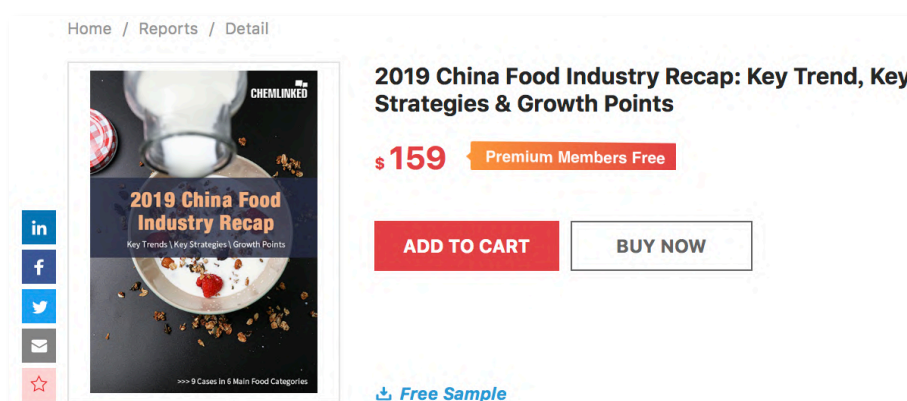 Home / Reports / Detail
CHEMLINKED
2019 China Food
Industry Recap
Key Trends \ Key Strategies \ Growth Points
>>> 9 Cases in 6 Main Food Categories
in
f
2019 China Food Industry Recap: Key Trend, Key
Strategies & Growth Points
$ 159 Premium Members Free
ADD TO CART BUY NOW
Free Sample